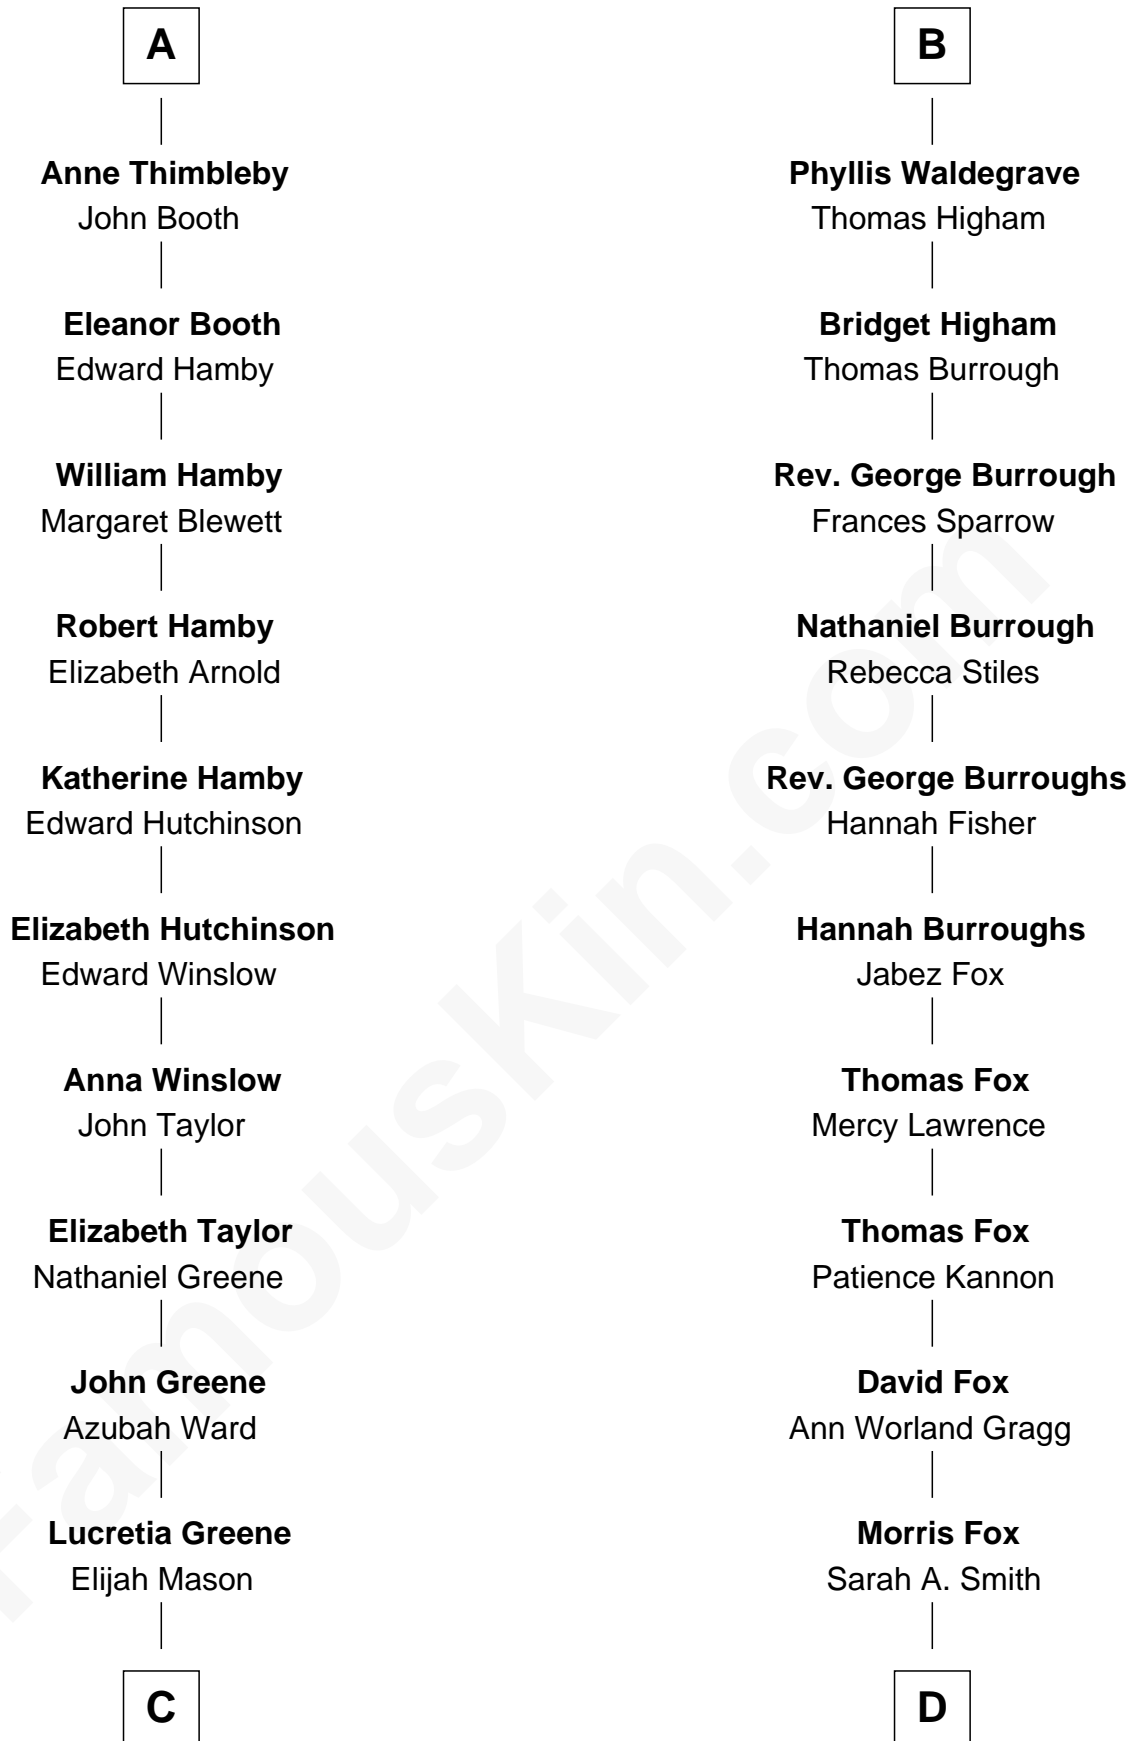 A
Anne Thimbleby
John Booth
Eleanor Booth
Edward Hamby
William Hamby
Margaret Blewett
Robert Hamby
Elizabeth Arnold
Katherine Hamby
Edward Hutchinson
Elizabeth Hutchinson
Edward Winslow
Anna Winslow
John Taylor
Elizabeth Taylor
Nathaniel Greene
John Greene
Azubah Ward
Lucretia Greene
Elijah Mason
C
B
Phyllis Waldegrave
Thomas Higham
Bridget Higham
Thomas Burrough
Rev. George Burrough
Frances Sparrow
Nathaniel Burrough
Rebecca Stiles
Rev. George Burroughs
Hannah Fisher
Hannah Burroughs
Jabez Fox
Thomas Fox
Mercy Lawrence
Thomas Fox
Patience Kannon
David Fox
Ann Worland Gragg
Morris Fox
Sarah A. Smith
D
FamousKin.com